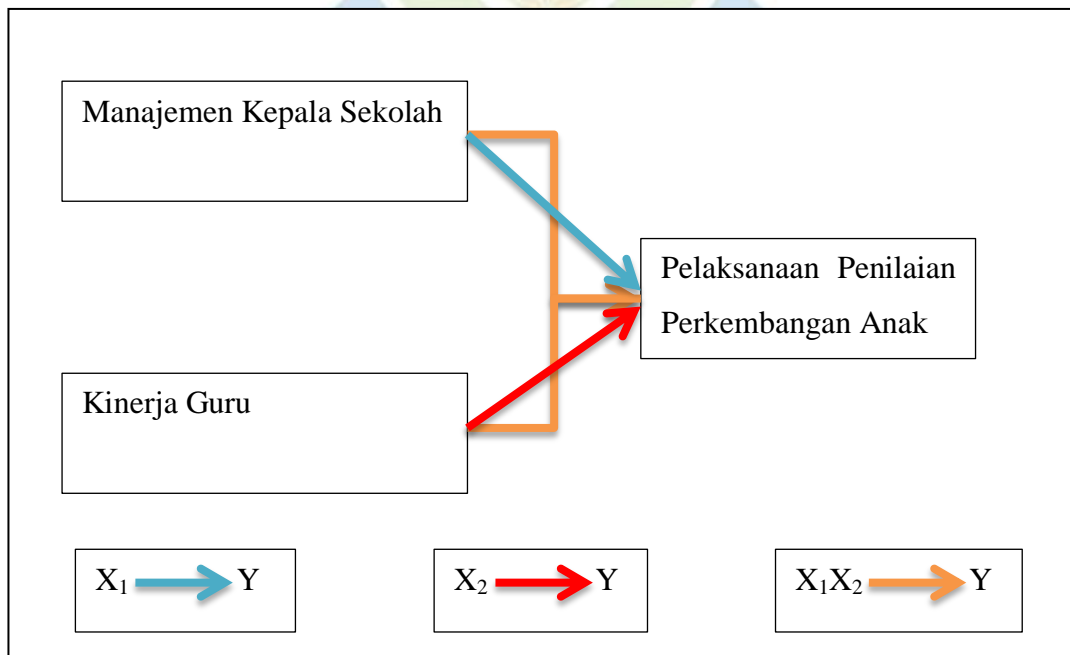 Manajemen Kepala Sekolah
Pelaksanaan Penilaian
Perkembangan Anak
Kinerja Guru
X₁ Y
X₂ Y
X₁X₂ Y